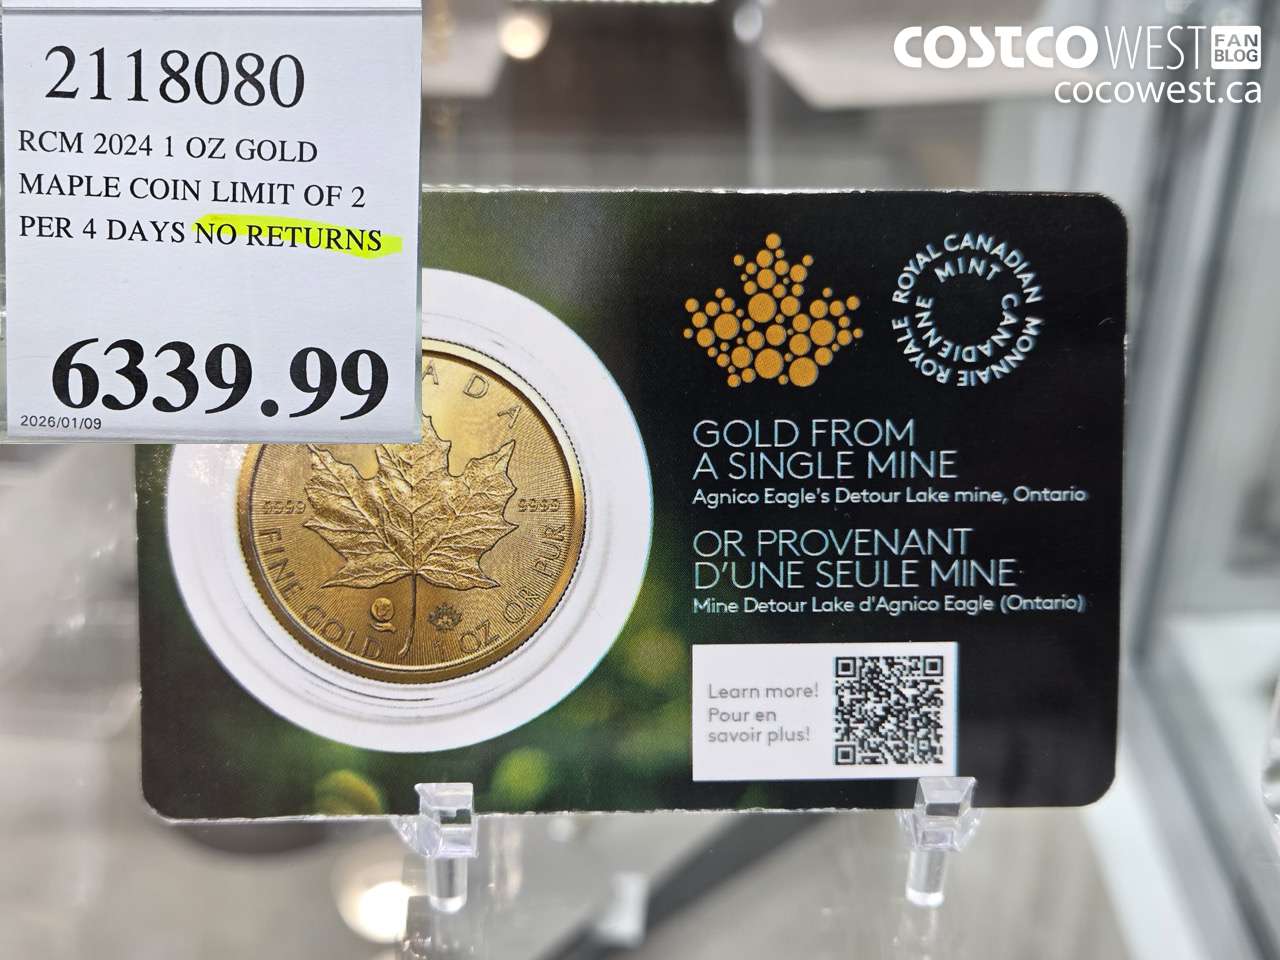 2118080
RCM 2024 1 OZ GOLD
MAPLE COIN LIMIT OF 2
PER 4 DAYS NO RETURNS
6339.99
2026/01/09
COSTCO WEST FAN BLOG
cocowest.ca
ROYAL CANADIAN MINT
MONNAIE ROYALE CANADIENNE
GOLD FROM
A SINGLE MINE
Agnico Eagle's Detour Lake mine, Ontario
OR PROVENANT
D'UNE SEULE MINE
Mine Detour Lake d'Agnico Eagle (Ontario)
Learn more!
Pour en
savoir plus!
ADA
9999 9999
FINE GOLD 1 OZ OR PUR